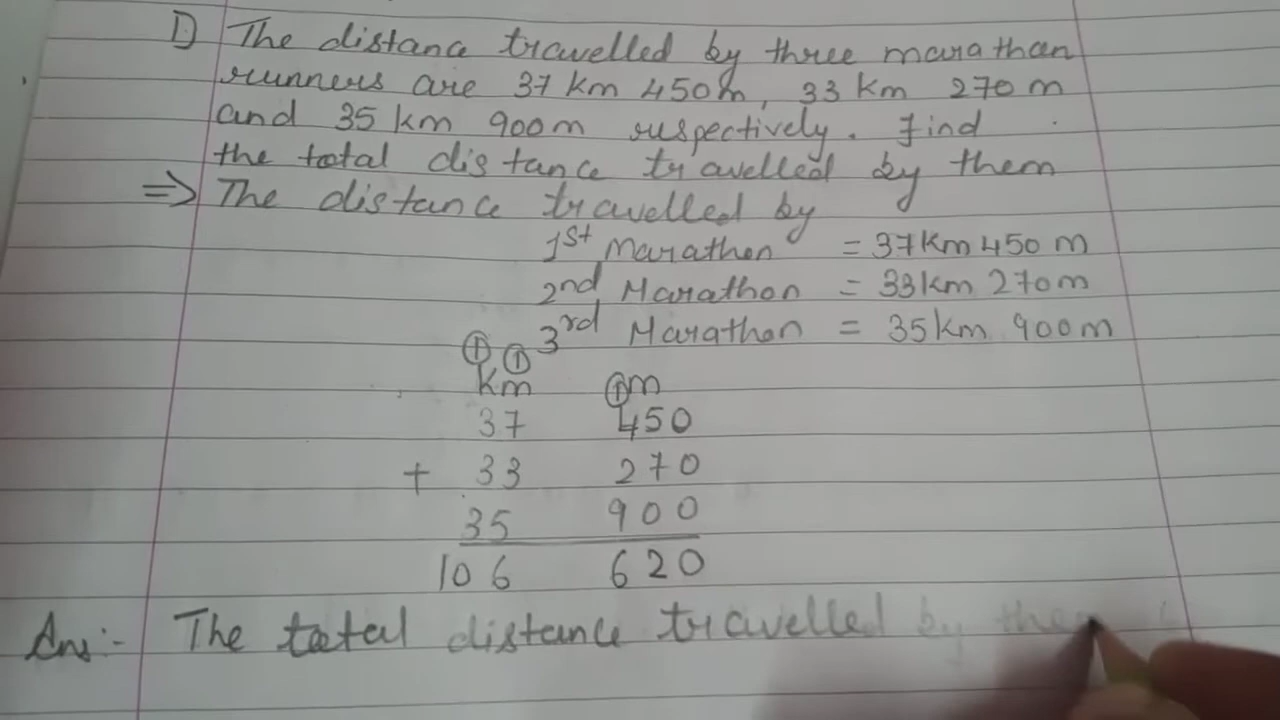 1) The distance travelled by three marathan
runners are 37 km 450m, 33 km 270 m
and 35 km 900m respectively. Find
the total distance travelled by them
=> The distance travelled by
1st Marathon = 37km 450 m
2nd Marathon = 33km 270m
3rd Marathon = 35km 900m
① ①
km ①m
37 450
+ 33 270
35 900
106 620
Ans:- The total distance travelled by